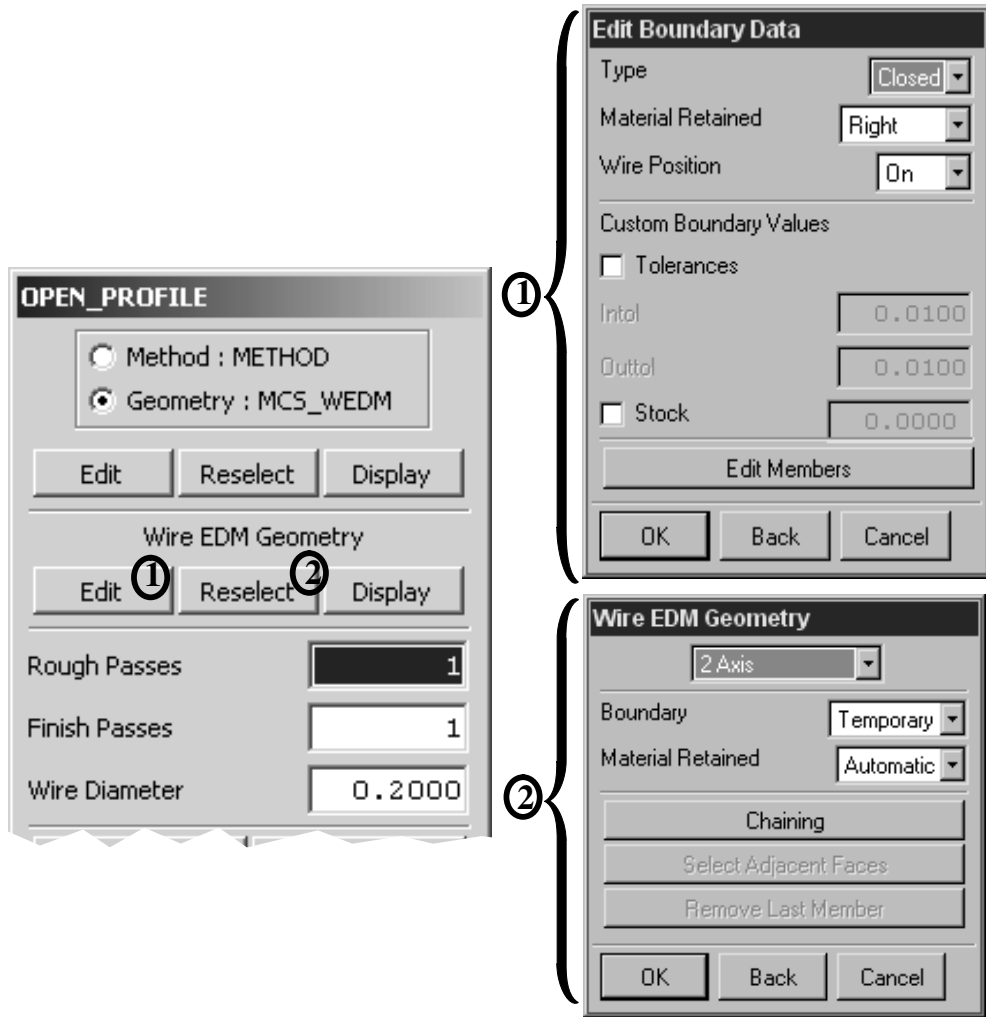 OPEN_PROFILE
Method : METHOD
Geometry : MCS_WEDM
Edit Reselect Display
Wire EDM Geometry
Edit 1 Reselect 2 Display
Rough Passes 1
Finish Passes 1
Wire Diameter 0.2000
1
Edit Boundary Data
Type Closed
Material Retained Right
Wire Position On
Custom Boundary Values
Tolerances
Intol 0.0100
Outtol 0.0100
Stock 0.0000
Edit Members
OK Back Cancel
2
Wire EDM Geometry
2 Axis
Boundary Temporary
Material Retained Automatic
Chaining
Select Adjacent Faces
Remove Last Member
OK Back Cancel